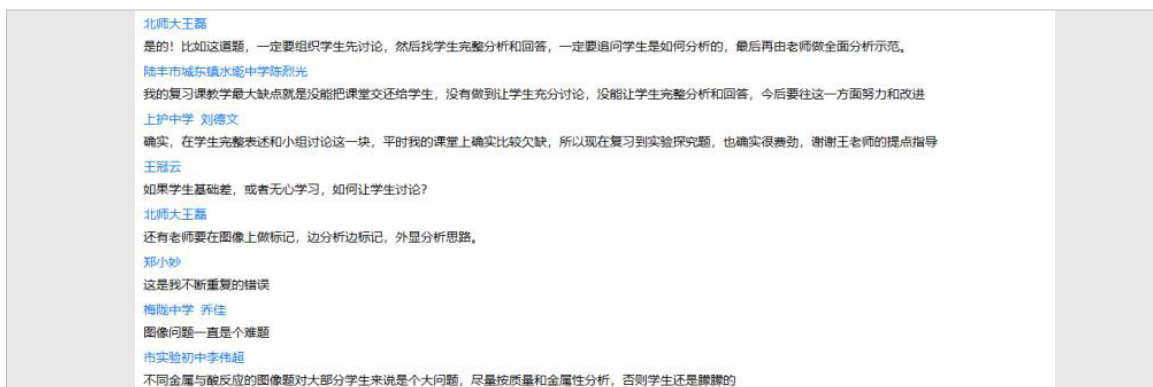 北师大王磊
是的！比如这道题，一定要组织学生先讨论，然后找学生完整分析和回答，一定要追问学生是如何分析的，最后再由老师做全面分析示范。
陆丰市城东镇水墘中学陈烈光
我的复习课教学最大缺点就是没能把课堂交还给学生，没有做到让学生充分讨论，没能让学生完整分析和回答，今后要往这一方面努力和改进
上护中学 刘德文
确实，在学生完整表述和小组讨论这一块，平时我的课堂上确实比较欠缺，所以现在复习到实验探究题，也确实很费劲，谢谢王老师的提点指导
王冠云
如果学生基础差，或者无心学习，如何让学生讨论？
北师大王磊
还有老师要在图像上做标记，边分析边标记，外显分析思路。
郑小妙
这是我不断重复的错误
梅陇中学 乔佳
图像问题一直是个难题
市实验初中李伟超
不同金属与酸反应的图像题对大部分学生来说是个大问题，尽量按质量和金属性分析，否则学生还是朦朦的